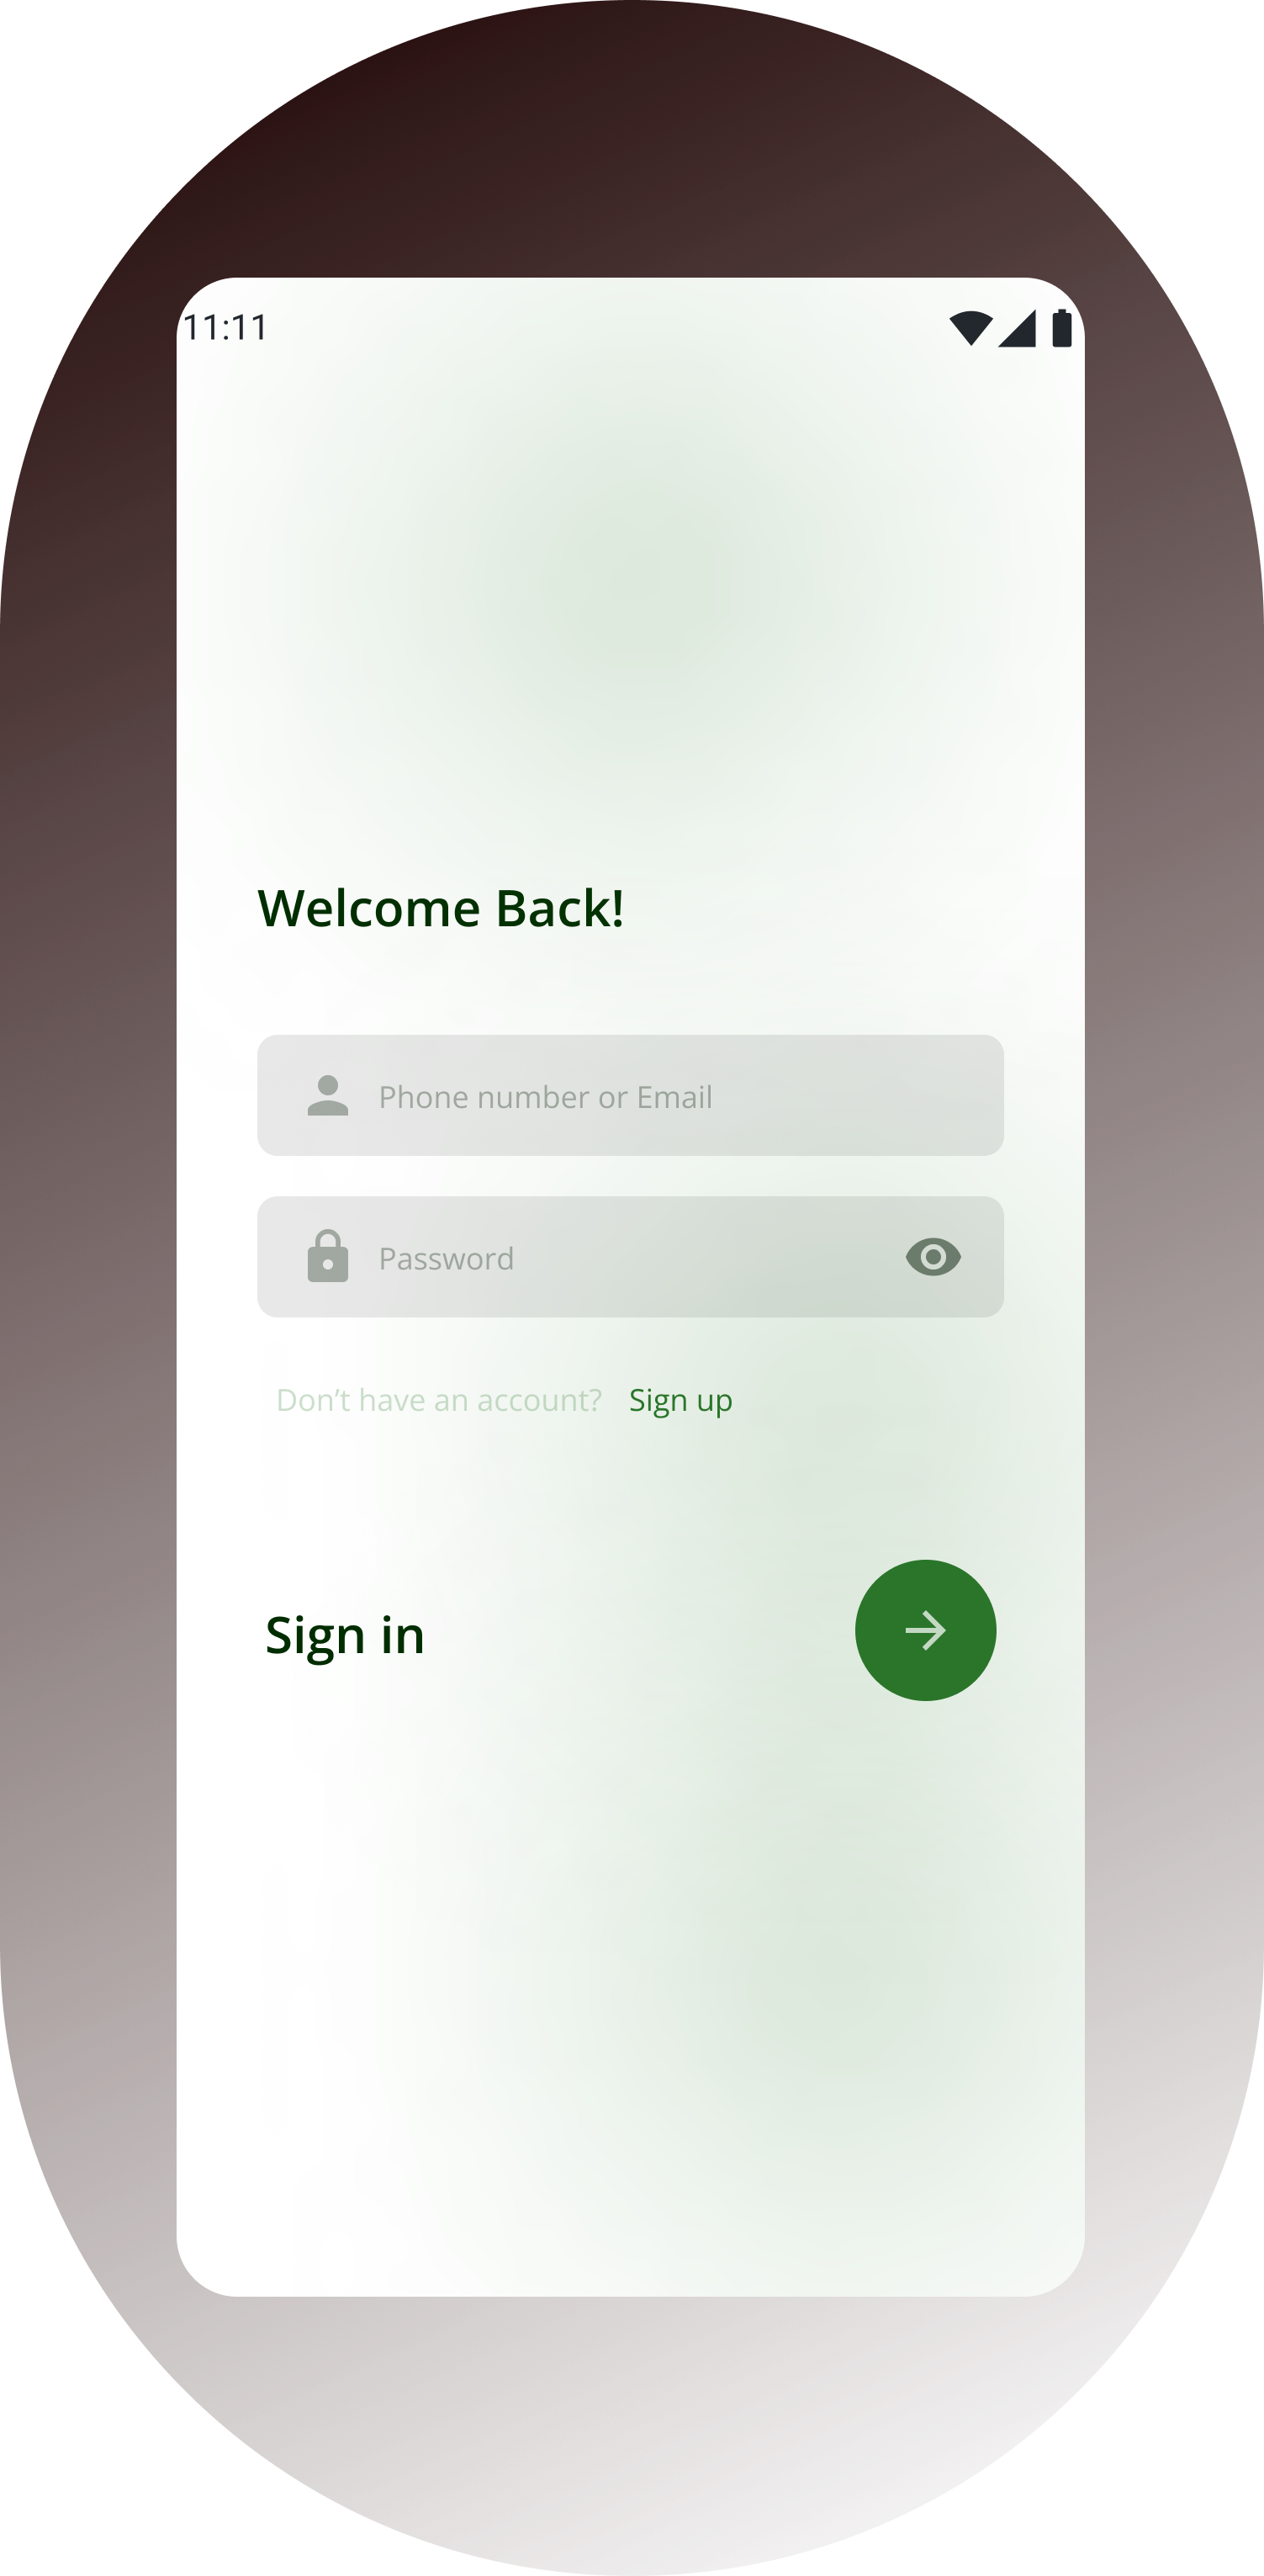 11:11
Welcome Back!
Phone number or Email
Password
Don’t have an account? Sign up
Sign in